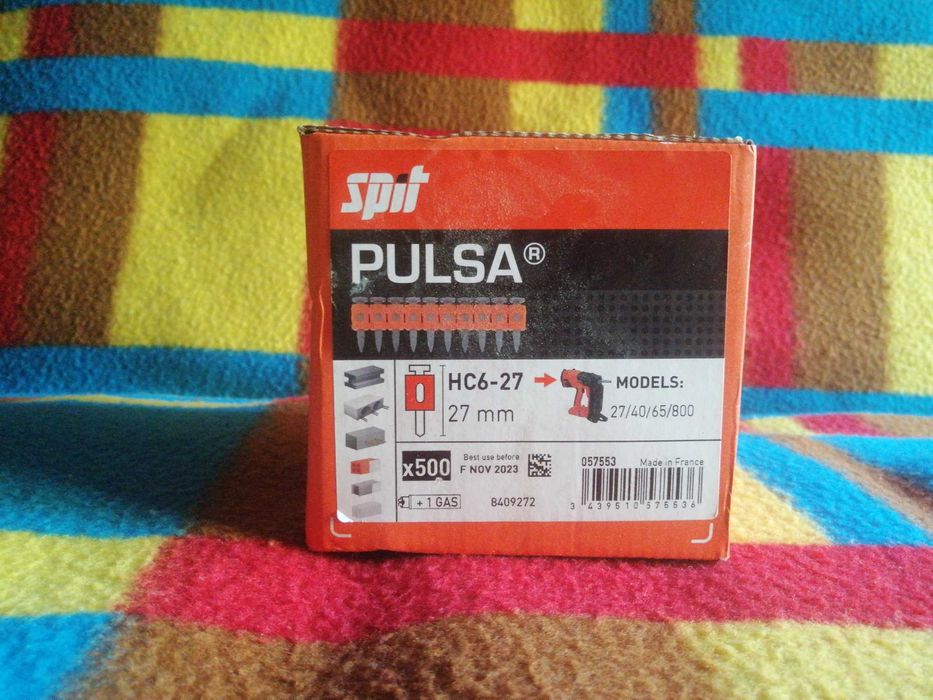 spit
PULSA®
HC6-27
27 mm
MODELS:
27/40/65/800
x500
Best use before
F NOV 2023
+ 1 GAS
8409272
057553
Made in France
3 439510 575536